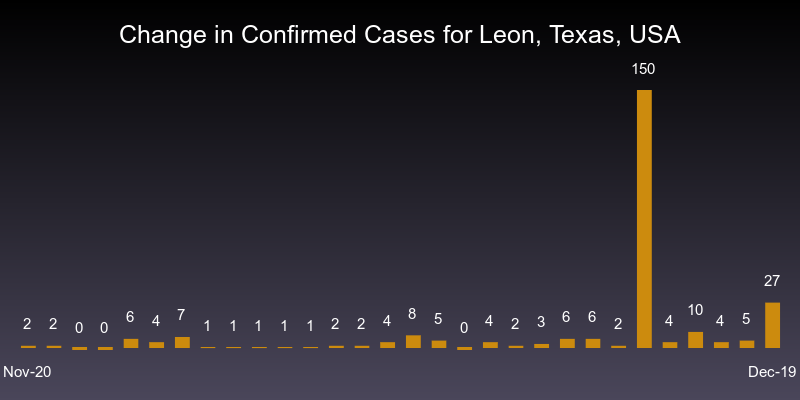 Change in Confirmed Cases for Leon, Texas, USA
150
27
2 2 0 0 6 4 7 1 1 1 1 1 2 2 4 8 5 0 4 2 3 6 6 2 4 10 4 5
Nov-20 Dec-19